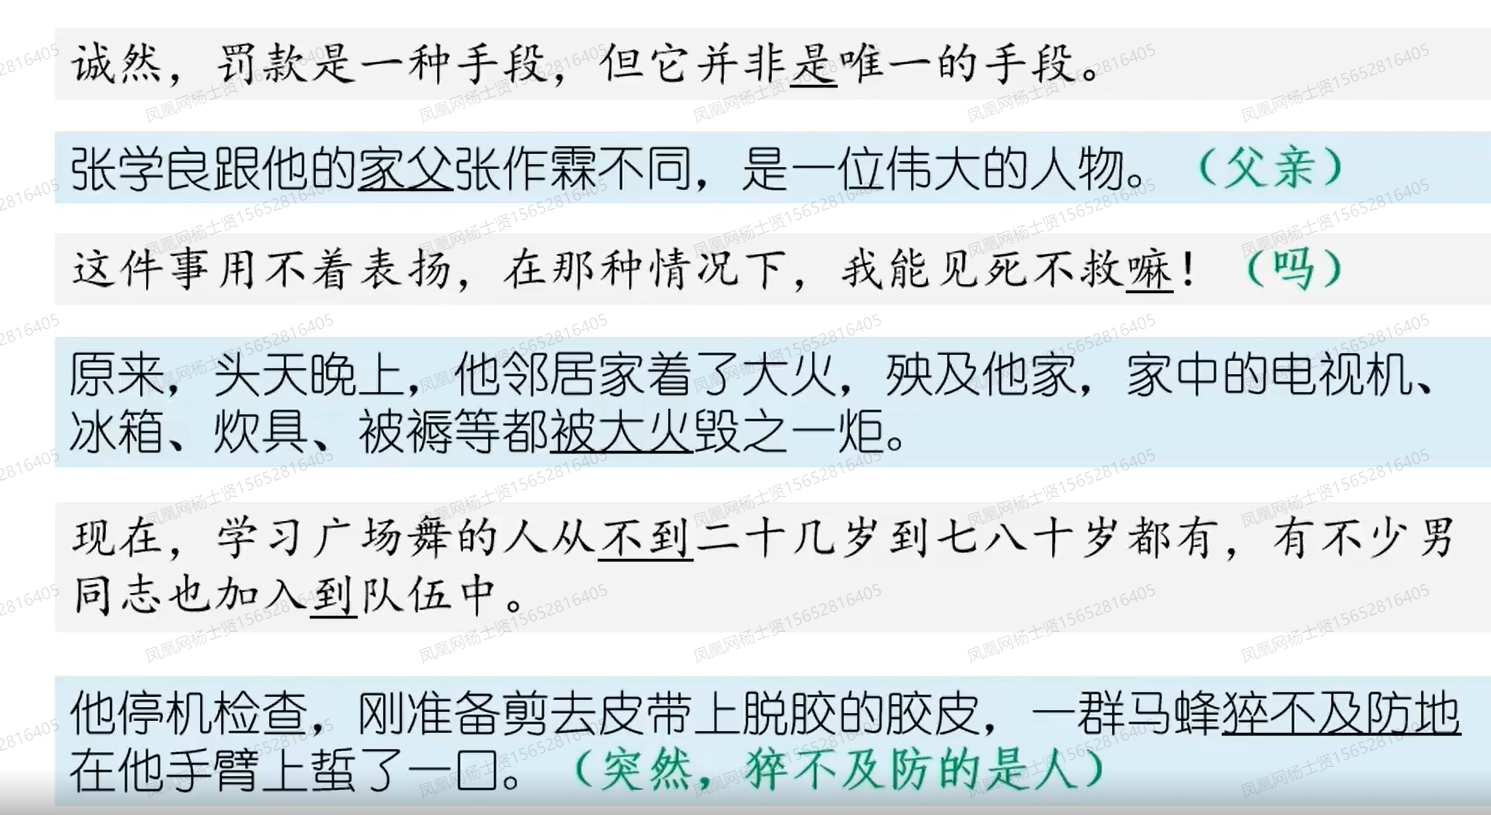 诚然，罚款是一种手段，但它并非是唯一的手段。
张学良跟他的家父张作霖不同，是一位伟大的人物。（父亲）
这件事用不着表扬，在那种情况下，我能见死不救嘛！（吗）
原来，头天晚上，他邻居家着了大火，殃及他家，家中的电视机、
冰箱、炊具、被褥等都被大火毁之一炬。
现在，学习广场舞的人从不到二十几岁到七八十岁都有，有不少男
同志也加入到队伍中。
他停机检查，刚准备剪去皮带上脱胶的胶皮，一群马蜂猝不及防地
在他手臂上蜇了一口。（突然，猝不及防的是人）
凤凰网杨士贤15652816405